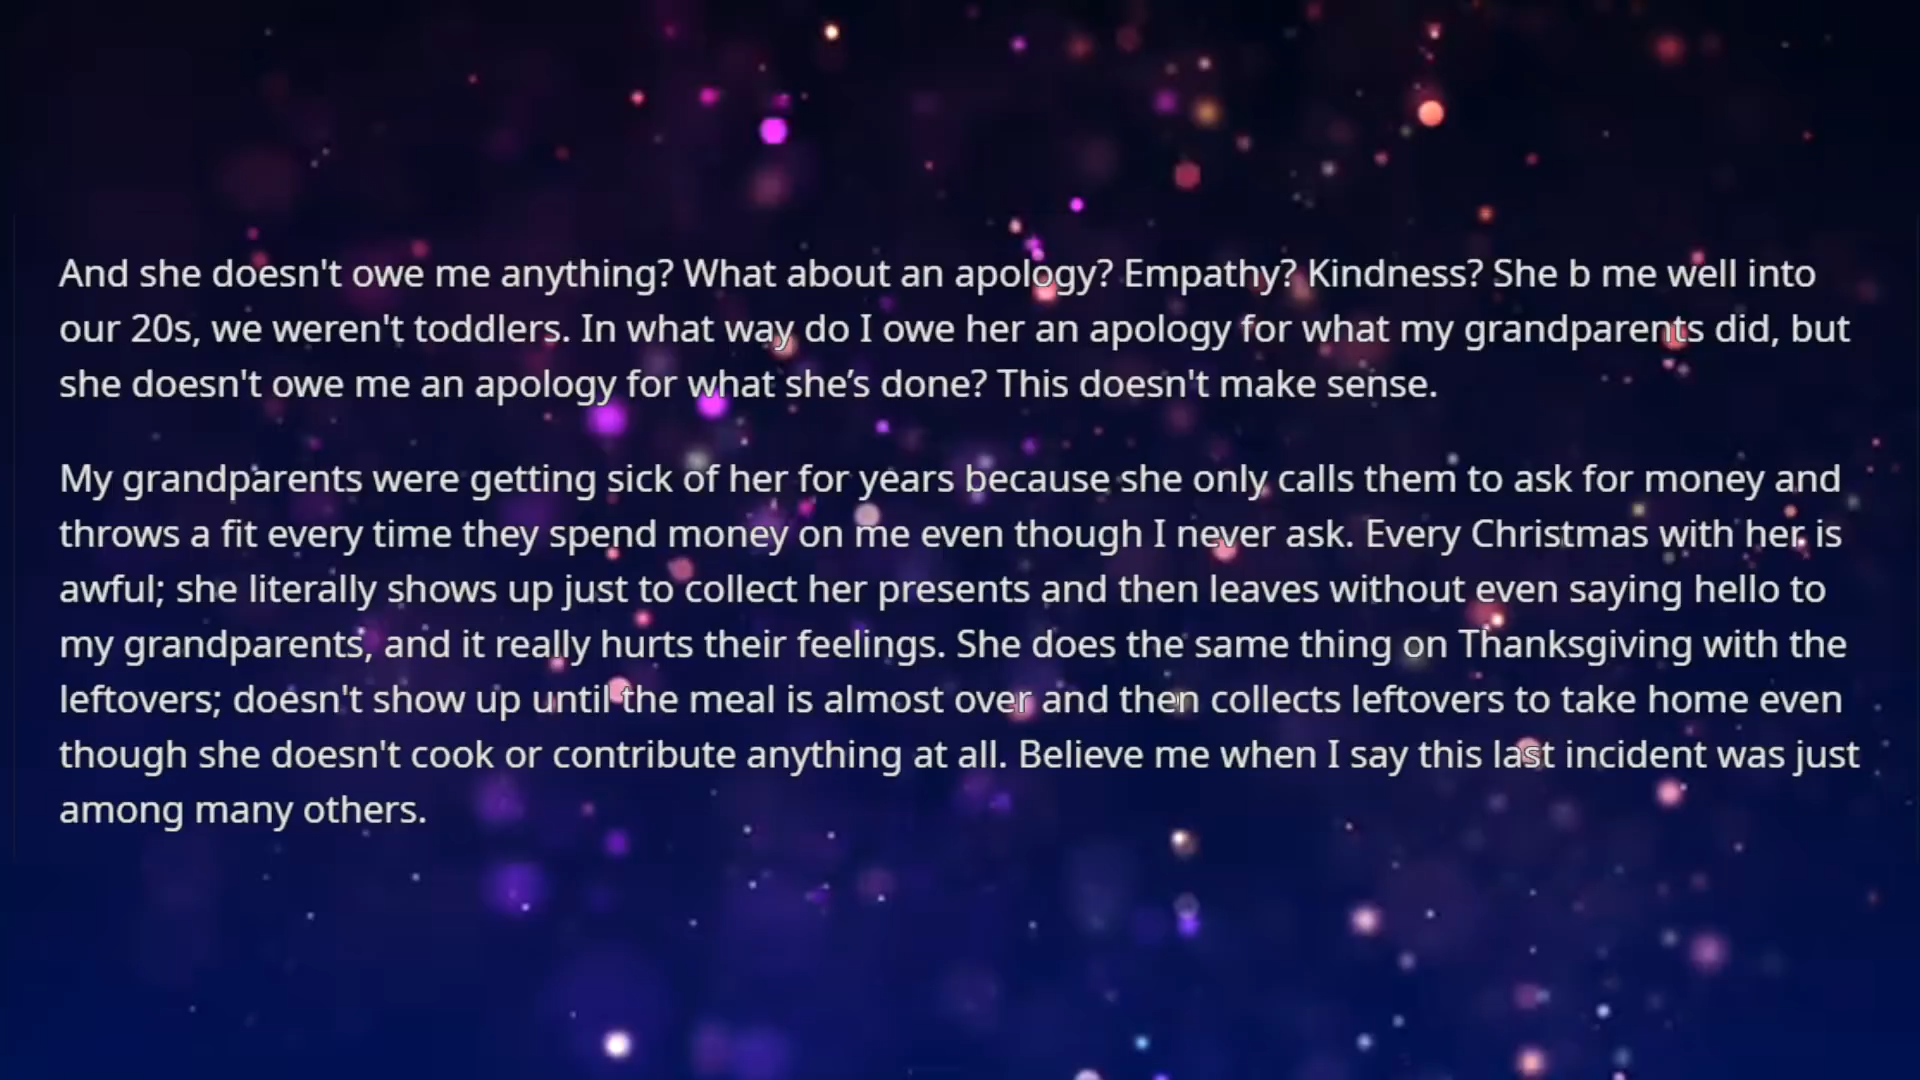 And she doesn't owe me anything? What about an apology? Empathy? Kindness? She b me well into
our 20s, we weren't toddlers. In what way do I owe her an apology for what my grandparents did, but
she doesn't owe me an apology for what she’s done? This doesn't make sense.
My grandparents were getting sick of her for years because she only calls them to ask for money and
throws a fit every time they spend money on me even though I never ask. Every Christmas with her is
awful; she literally shows up just to collect her presents and then leaves without even saying hello to
my grandparents, and it really hurts their feelings. She does the same thing on Thanksgiving with the
leftovers; doesn't show up until the meal is almost over and then collects leftovers to take home even
though she doesn't cook or contribute anything at all. Believe me when I say this last incident was just
among many others.